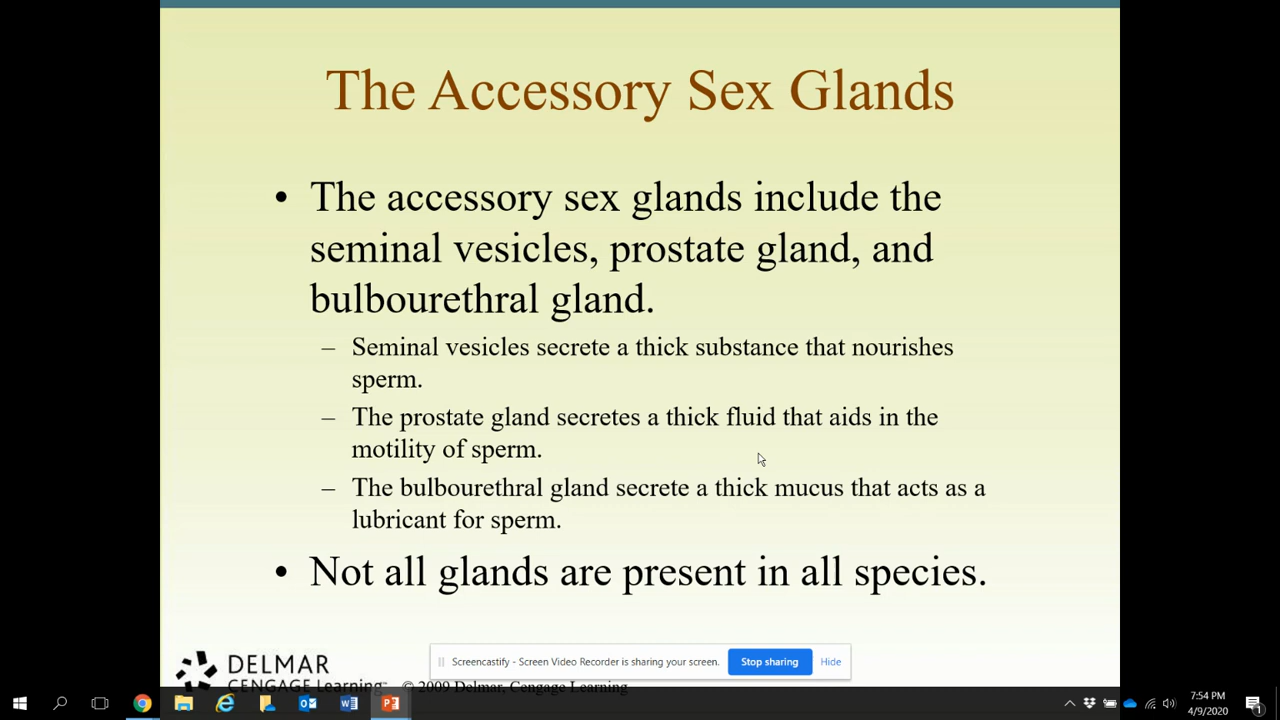 The Accessory Sex Glands
• The accessory sex glands include the
seminal vesicles, prostate gland, and
bulbourethral gland.
– Seminal vesicles secrete a thick substance that nourishes
sperm.
– The prostate gland secretes a thick fluid that aids in the
motility of sperm.
– The bulbourethral gland secrete a thick mucus that acts as a
lubricant for sperm.
• Not all glands are present in all species.
Screencastify - Screen Video Recorder is sharing your screen. Stop sharing Hide
DELMAR
CENGAGE Learning™ © 2009 Delmar, Cengage Learning
7:54 PM
4/9/2020
1